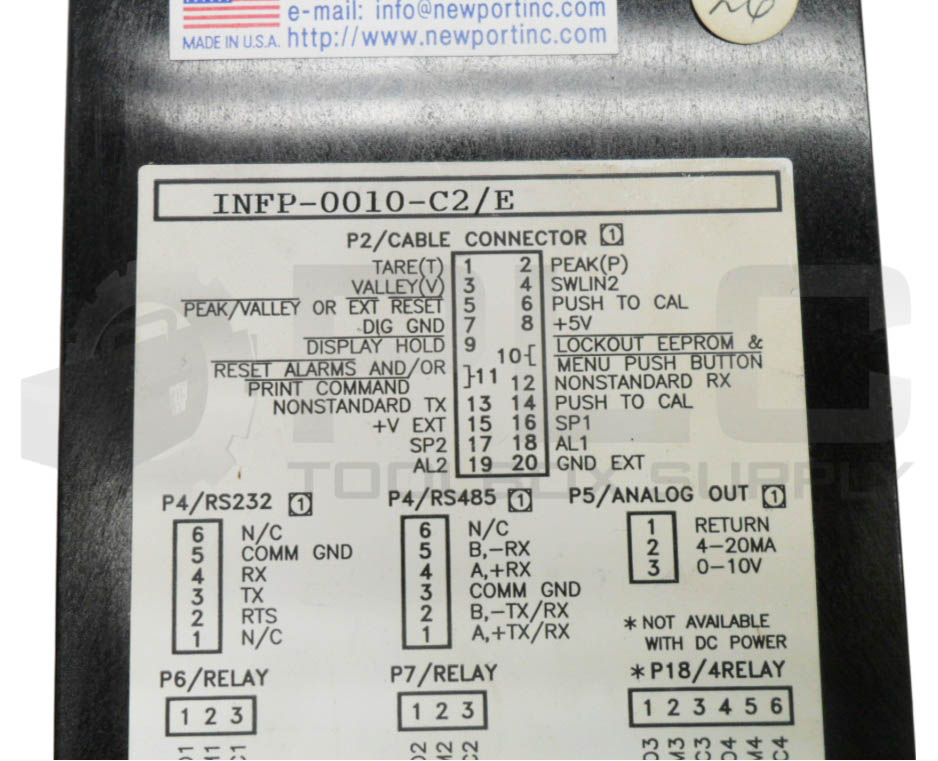 e-mail: info@newportinc.com
MADE IN U.S.A. http://www.newportinc.com
26
INFP-0010-C2/E
P2/CABLE CONNECTOR 1
TARE(T) 1 2 PEAK(P)
VALLEY(V) 3 4 SWLIN2
PEAK/VALLEY OR EXT RESET 5 6 PUSH TO CAL
DIG GND 7 8 +5V
DISPLAY HOLD 9 LOCKOUT EEPROM &
10{ MENU PUSH BUTTON
RESET ALARMS AND/OR }11 12 NONSTANDARD RX
PRINT COMMAND
NONSTANDARD TX 13 14 PUSH TO CAL
+V EXT 15 16 SP1
SP2 17 18 AL1
AL2 19 20 GND EXT
PLC
TOOLBOX SUPPLY
P4/RS232 1 P4/RS485 1 P5/ANALOG OUT 1
6 N/C 6 N/C 1 RETURN
5 COMM GND 5 B,-RX 2 4-20MA
4 RX 4 A,+RX 3 0-10V
3 TX 3 COMM GND
2 RTS 2 B,-TX/RX * NOT AVAILABLE
1 N/C 1 A,+TX/RX WITH DC POWER
P6/RELAY P7/RELAY *P18/4RELAY
1 2 3 1 2 3 1 2 3 4 5 6